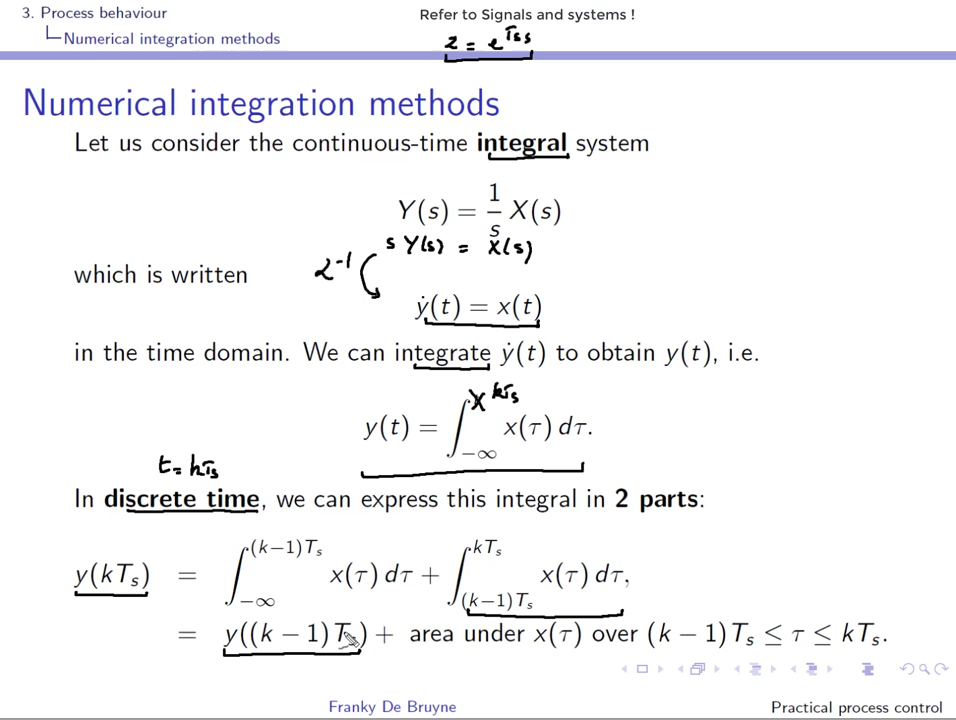 3. Process behaviour
Refer to Signals and systems !
Numerical integration methods
z = e^{T_s s}
Numerical integration methods
Let us consider the continuous-time integral system
Y(s) = \frac{1}{s} X(s)
s Y(s) = X(s)
which is written
ℒ^{-1}
ẏ(t) = x(t)
in the time domain. We can integrate ẏ(t) to obtain y(t), i.e.
kT_s
y(t) = ∫_{-∞} x(τ) dτ.
t = kT_s
In discrete time, we can express this integral in 2 parts:
y(kT_s) = ∫_{-∞}^{(k-1)T_s} x(τ) dτ + ∫_{(k-1)T_s}^{kT_s} x(τ) dτ,
= y((k − 1)T_s) + area under x(τ) over (k − 1)T_s ≤ τ ≤ kT_s.
Franky De Bruyne
Practical process control